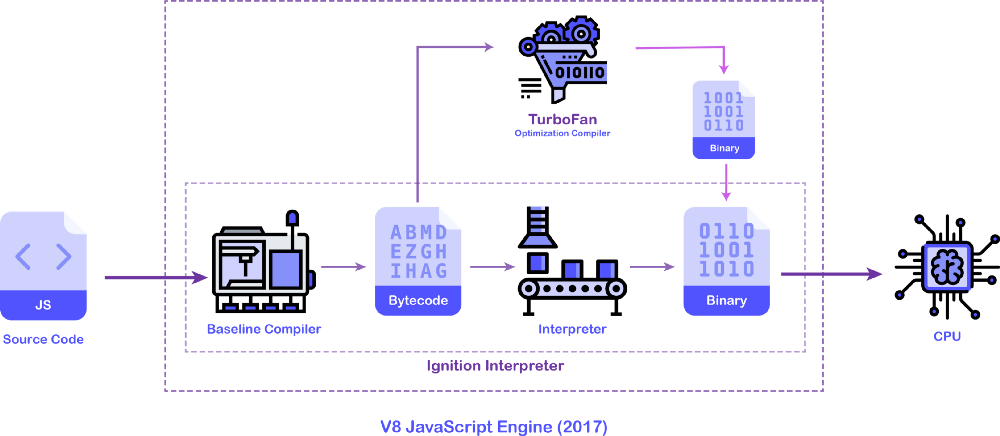 010110
TurboFan
Optimization Compiler
1001
1001
0110
Binary
JS
Source Code
Baseline Compiler
ABMD
EZGH
IHAG
Bytecode
Interpreter
0110
1001
1010
Binary
CPU
Ignition Interpreter
V8 JavaScript Engine (2017)